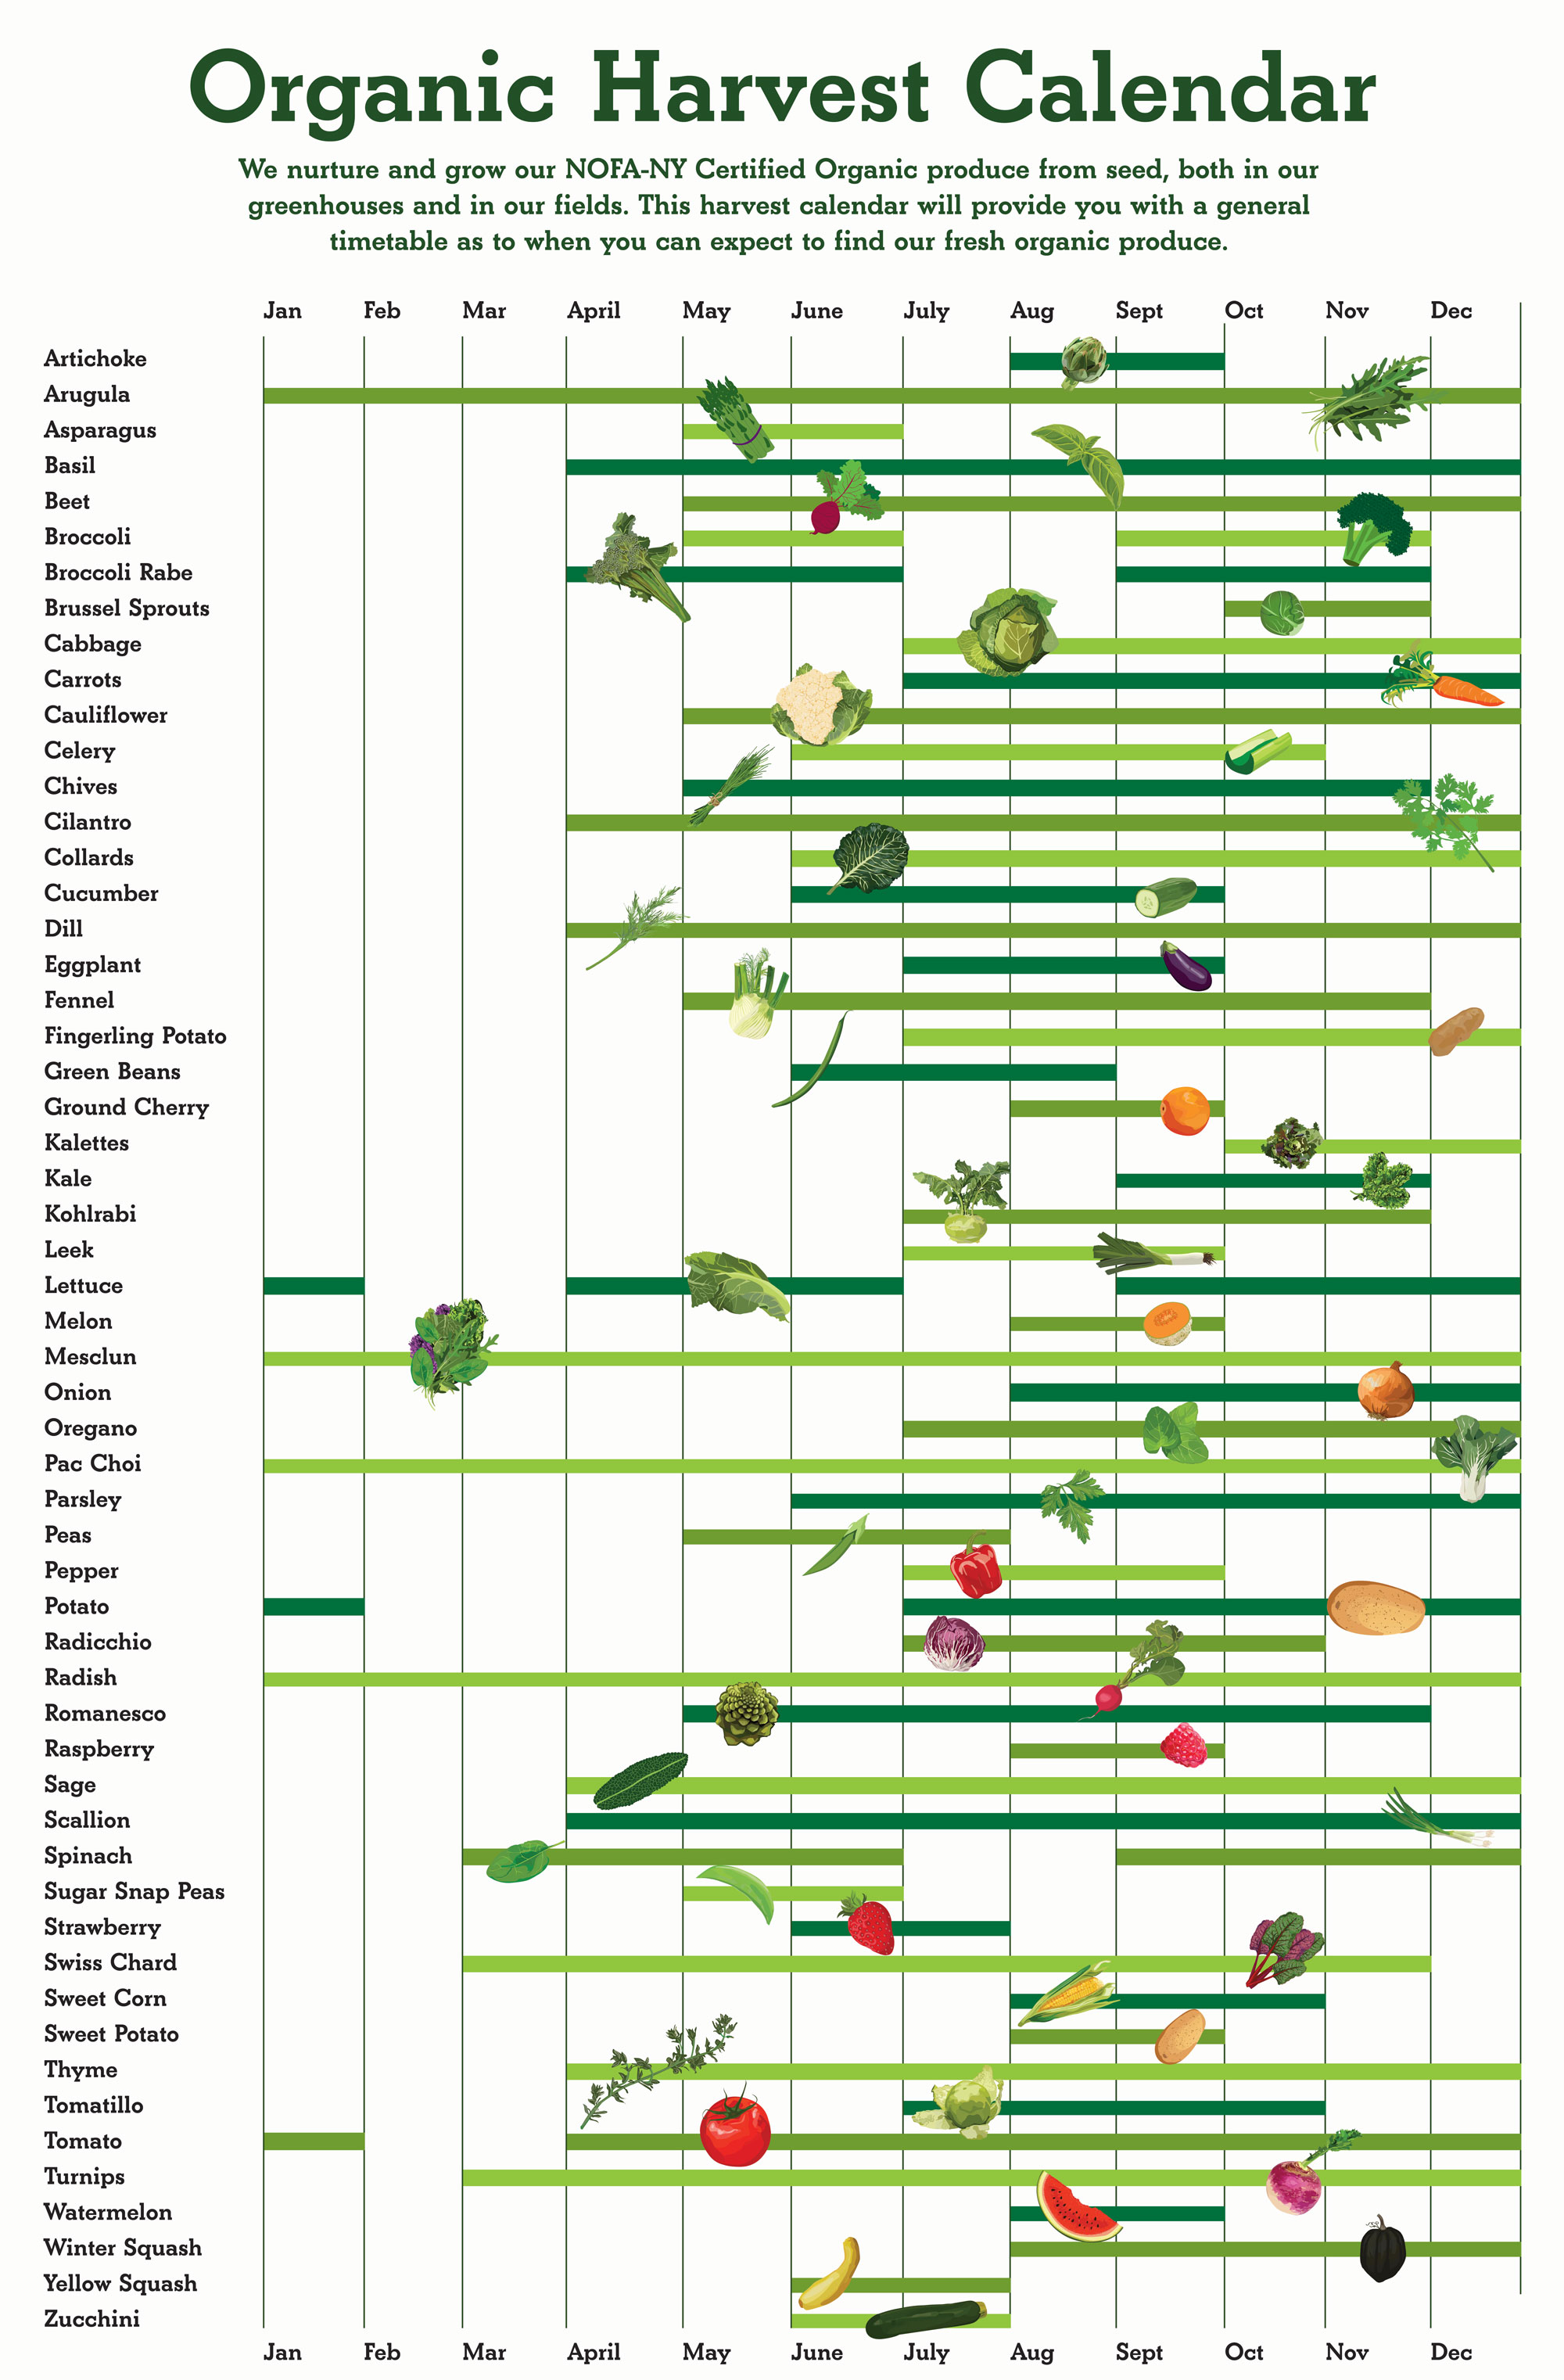 Organic Harvest Calendar
We nurture and grow our NOFA-NY Certified Organic produce from seed, both in our
greenhouses and in our fields. This harvest calendar will provide you with a general
timetable as to when you can expect to find our fresh organic produce.
Jan Feb Mar April May June July Aug Sept Oct Nov Dec
Artichoke
Arugula
Asparagus
Basil
Beet
Broccoli
Broccoli Rabe
Brussel Sprouts
Cabbage
Carrots
Cauliflower
Celery
Chives
Cilantro
Collards
Cucumber
Dill
Eggplant
Fennel
Fingerling Potato
Green Beans
Ground Cherry
Kalettes
Kale
Kohlrabi
Leek
Lettuce
Melon
Mesclun
Onion
Oregano
Pac Choi
Parsley
Peas
Pepper
Potato
Radicchio
Radish
Romanesco
Raspberry
Sage
Scallion
Spinach
Sugar Snap Peas
Strawberry
Swiss Chard
Sweet Corn
Sweet Potato
Thyme
Tomatillo
Tomato
Turnips
Watermelon
Winter Squash
Yellow Squash
Zucchini
Jan Feb Mar April May June July Aug Sept Oct Nov Dec